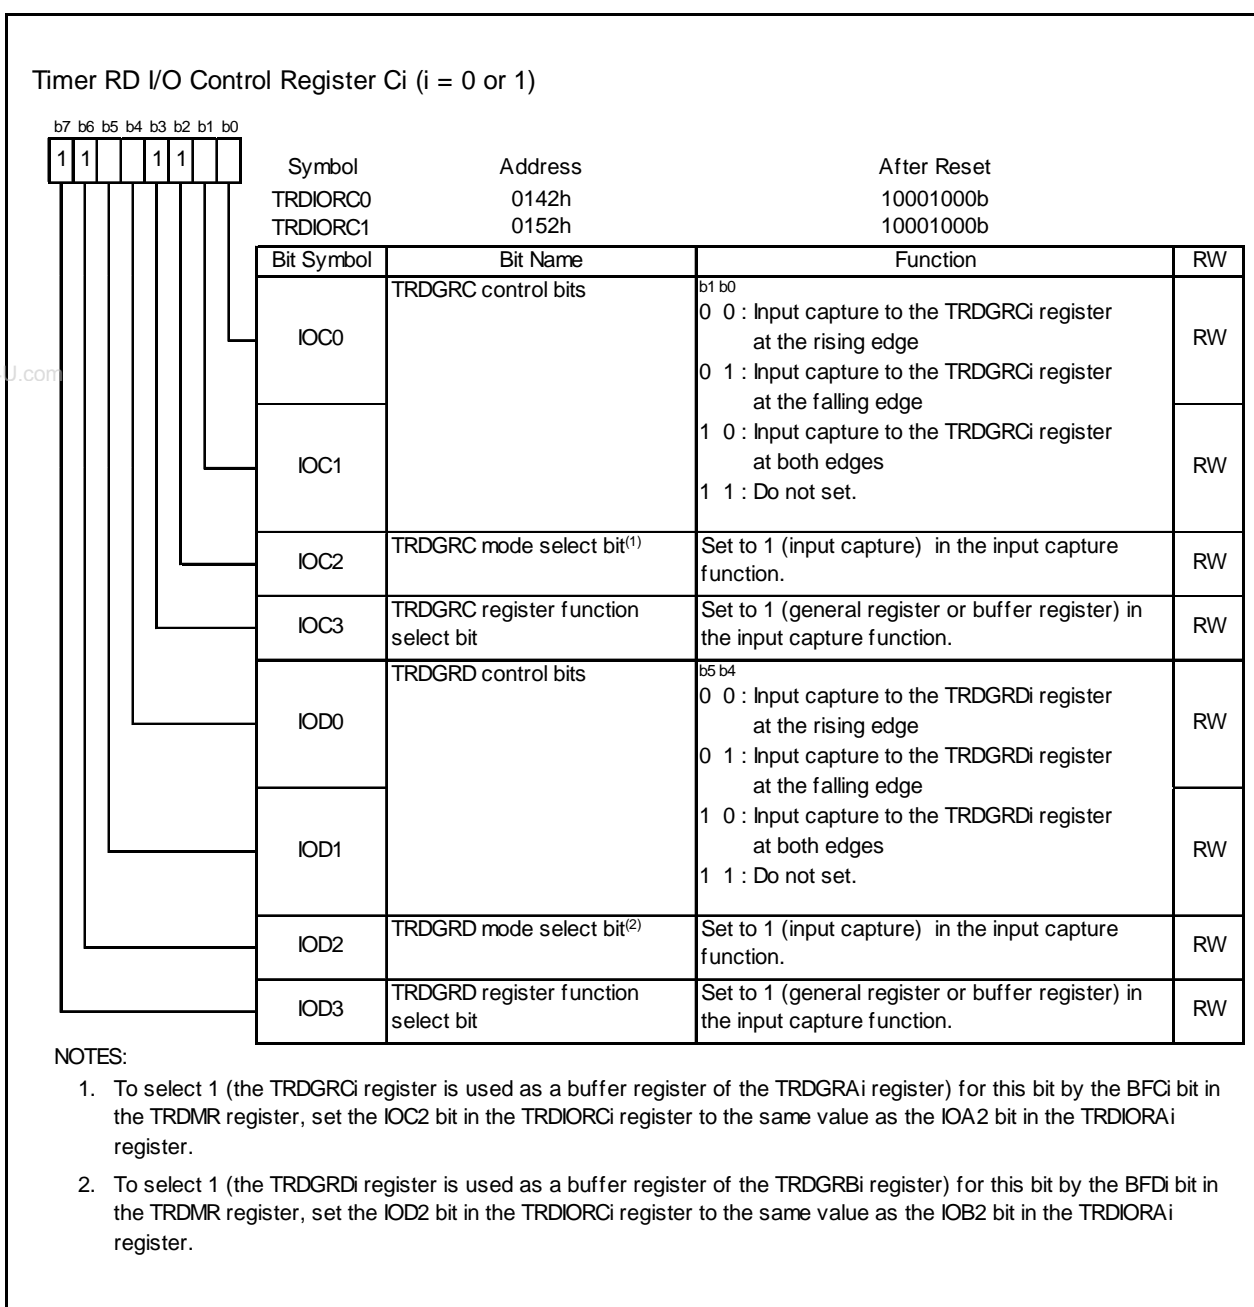 Timer RD I/O Control Register Ci (i = 0 or 1)
b7 b6 b5 b4 b3 b2 b1 b0
1 1 1 1
Symbol Address After Reset
TRDIORC0 0142h 10001000b
TRDIORC1 0152h 10001000b
Bit Symbol Bit Name Function RW
IOC0 TRDGRC control bits b1 b0
0 0 : Input capture to the TRDGRCi register
at the rising edge
RW
0 1 : Input capture to the TRDGRCi register
at the falling edge
IOC1
1 0 : Input capture to the TRDGRCi register
at both edges
RW
1 1 : Do not set.
IOC2 TRDGRC mode select bit(1) Set to 1 (input capture) in the input capture
function.
RW
IOC3 TRDGRC register function
select bit
Set to 1 (general register or buffer register) in
the input capture function.
RW
IOD0 TRDGRD control bits b5 b4
0 0 : Input capture to the TRDGRDi register
at the rising edge
RW
0 1 : Input capture to the TRDGRDi register
at the falling edge
IOD1
1 0 : Input capture to the TRDGRDi register
at both edges
RW
1 1 : Do not set.
IOD2 TRDGRD mode select bit(2) Set to 1 (input capture) in the input capture
function.
RW
IOD3 TRDGRD register function
select bit
Set to 1 (general register or buffer register) in
the input capture function.
RW
U.com
NOTES:
1. To select 1 (the TRDGRCi register is used as a buffer register of the TRDGRAi register) for this bit by the BFCi bit in
the TRDMR register, set the IOC2 bit in the TRDIORCi register to the same value as the IOA2 bit in the TRDIORAi
register.
2. To select 1 (the TRDGRDi register is used as a buffer register of the TRDGRBi register) for this bit by the BFDi bit in
the TRDMR register, set the IOD2 bit in the TRDIORCi register to the same value as the IOB2 bit in the TRDIORAi
register.